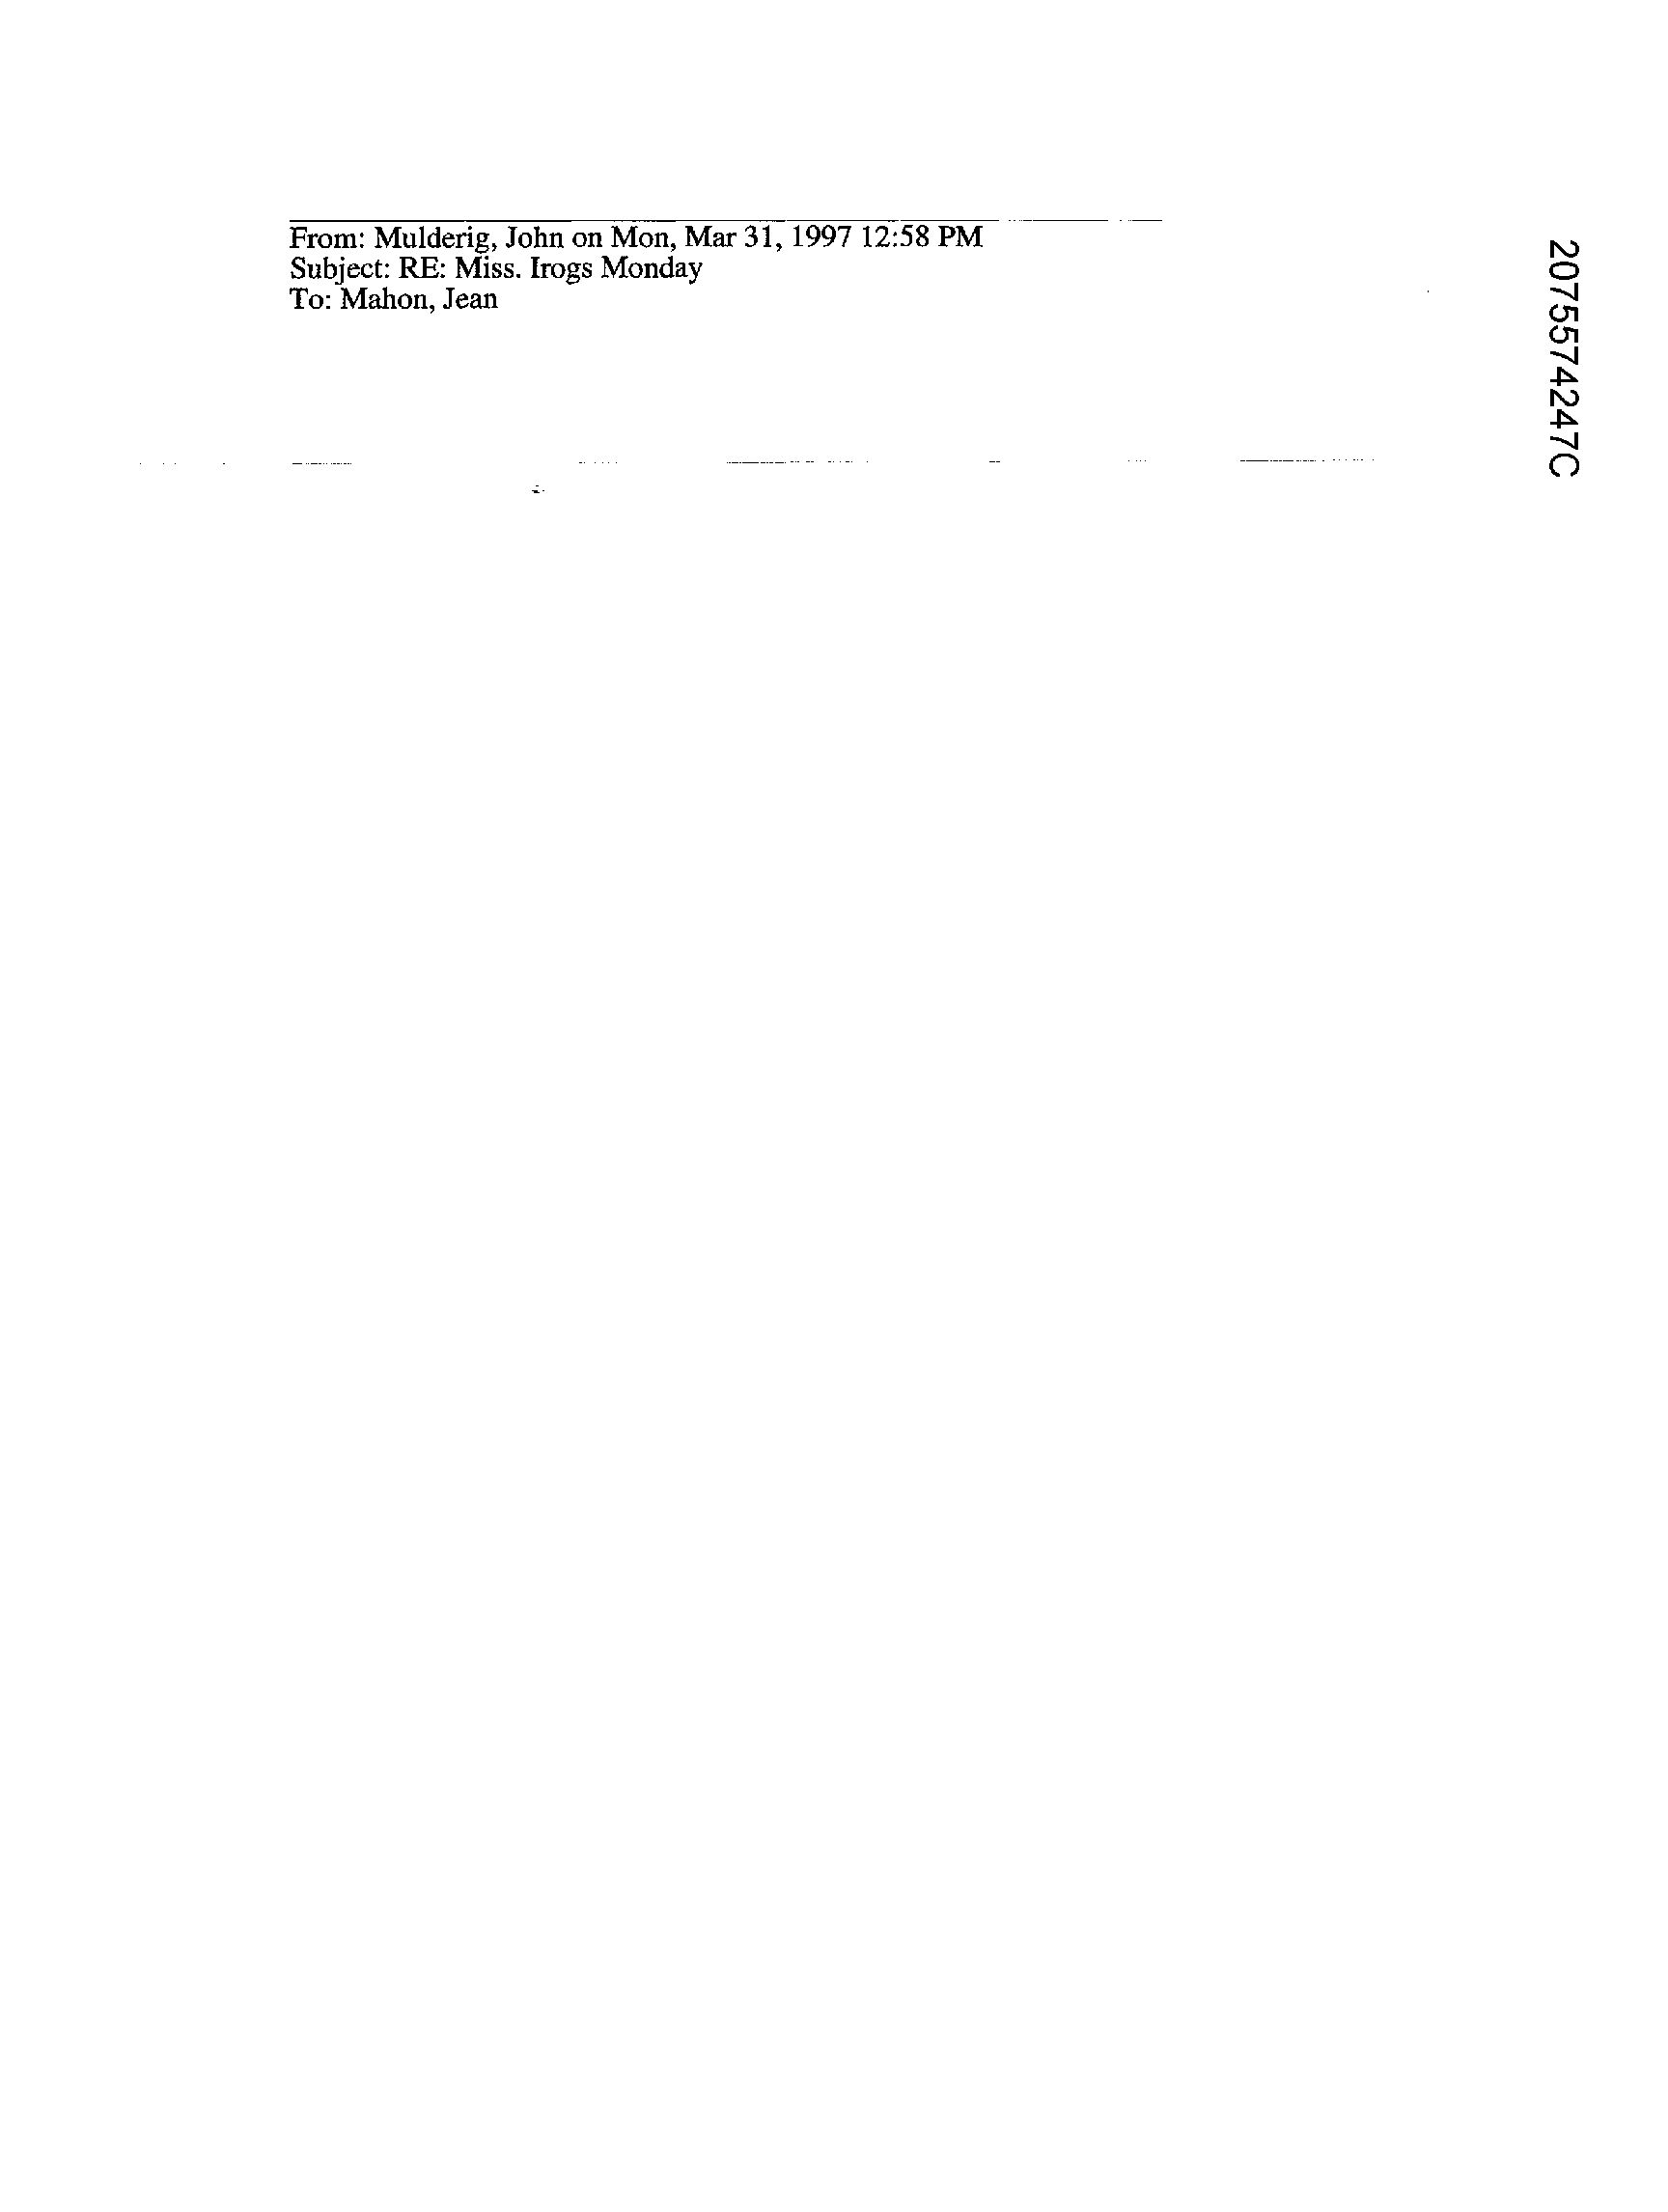 From: Mulderig, John on Mon, Mar 31, 1997 12:58 PM
Subject: RE: Miss. Irogs Monday
To: Mahon, Jean
2075574247C